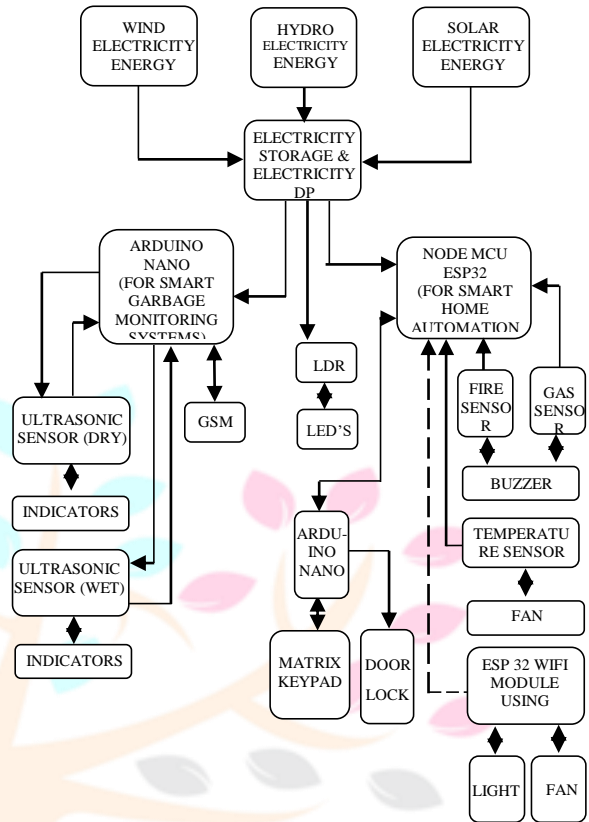 WIND
ELECTRICITY
ENERGY
HYDRO
ELECTRICITY
ENERGY
SOLAR
ELECTRICITY
ENERGY
ELECTRICITY
STORAGE &
ELECTRICITY
DP
ARDUINO
NANO
(FOR SMART
GARBAGE
MONITORING
SYSTEMS)
NODE MCU
ESP32
(FOR SMART
HOME
AUTOMATION
LDR
LED'S
GSM
FIRE
SENSO
R
GAS
SENSO
R
BUZZER
ULTRASONIC
SENSOR (DRY)
INDICATORS
ULTRASONIC
SENSOR (WET)
INDICATORS
ARDU-
INO
NANO
MATRIX
KEYPAD
DOOR
LOCK
TEMPERATU
RE SENSOR
FAN
ESP 32 WIFI
MODULE
USING
LIGHT
FAN